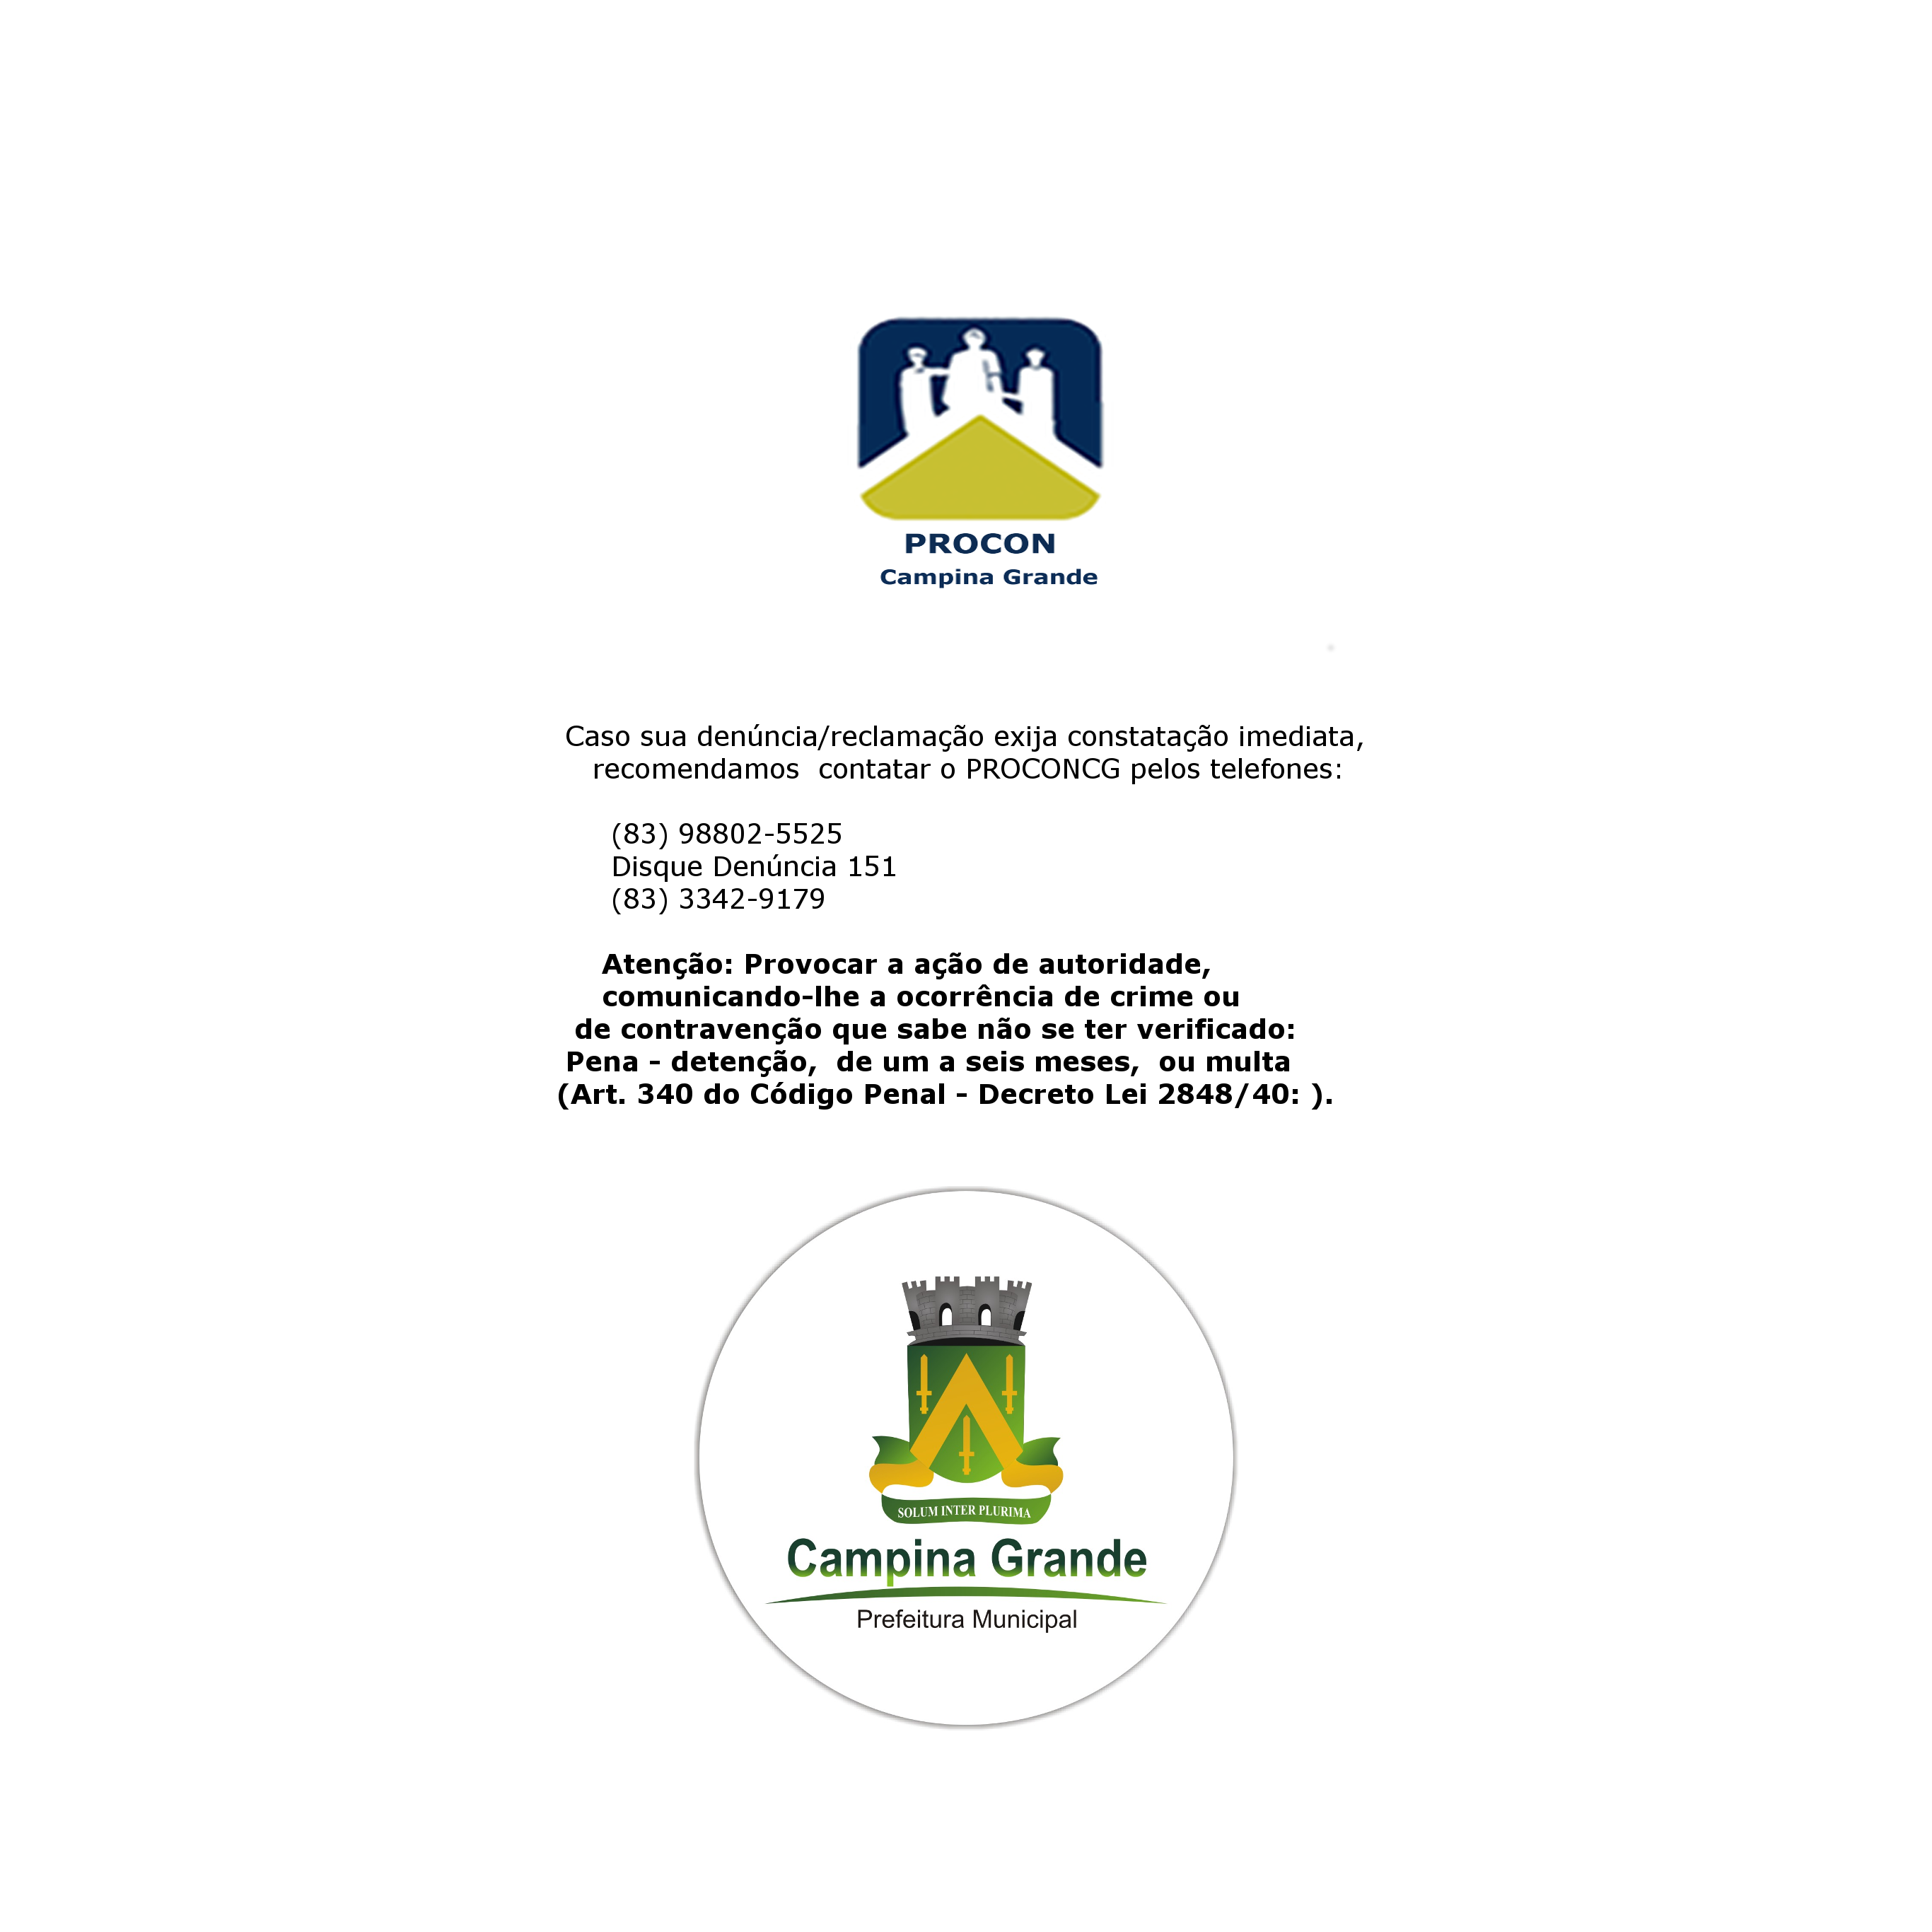 PROCON
Campina Grande
Caso sua denúncia/reclamação exija constatação imediata,
recomendamos  contatar o PROCONCG pelos telefones:
(83) 98802-5525
Disque Denúncia 151
(83) 3342-9179
Atenção: Provocar a ação de autoridade,
comunicando-lhe a ocorrência de crime ou
de contravenção que sabe não se ter verificado:
Pena - detenção,  de um a seis meses,  ou multa
(Art. 340 do Código Penal - Decreto Lei 2848/40: ).
SOLUM INTER PLURIMA
Campina Grande
Prefeitura Municipal